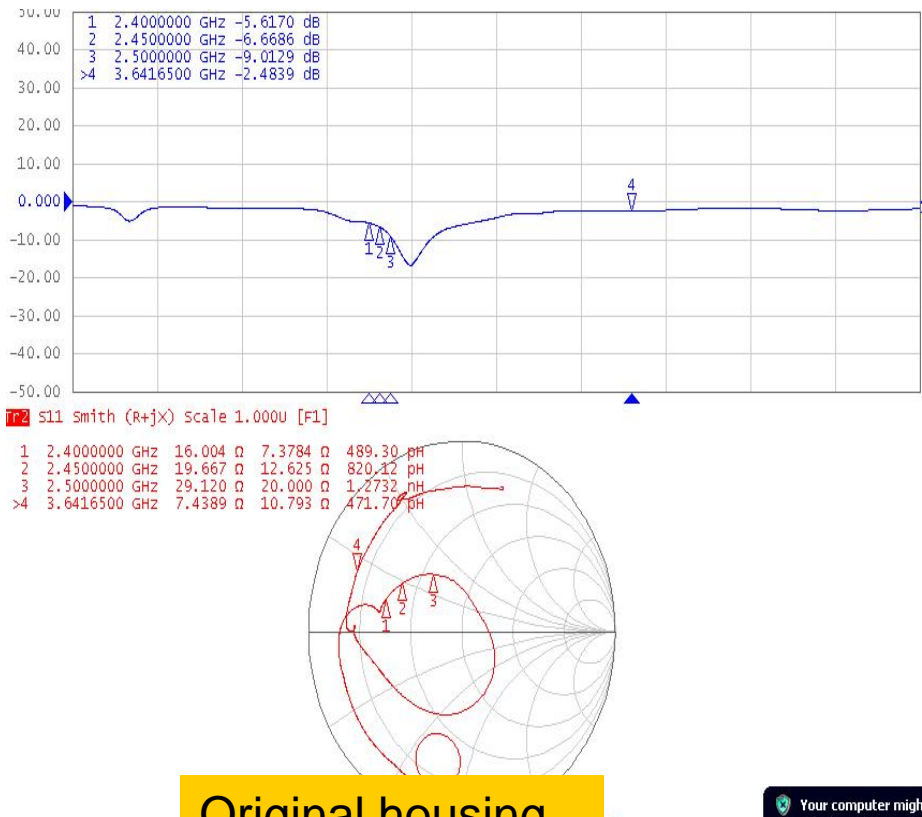 50.00
1 2.4000000 GHz -5.6170 dB
2 2.4500000 GHz -6.6686 dB
3 2.5000000 GHz -9.0129 dB
>4 3.6416500 GHz -2.4839 dB
40.00
30.00
20.00
10.00
0.000
-10.00
-20.00
-30.00
-40.00
-50.00
4
1 2 3
Tr2 S11 Smith (R+jX) Scale 1.000U [F1]
1 2.4000000 GHz 16.004 Ω 7.3784 Ω 489.30 pH
2 2.4500000 GHz 19.667 Ω 12.625 Ω 820.12 pH
3 2.5000000 GHz 29.120 Ω 20.000 Ω 1.2732 nH
>4 3.6416500 GHz 7.4389 Ω 10.793 Ω 471.70 pH
4
1 2 3
Original housing
Your computer migh